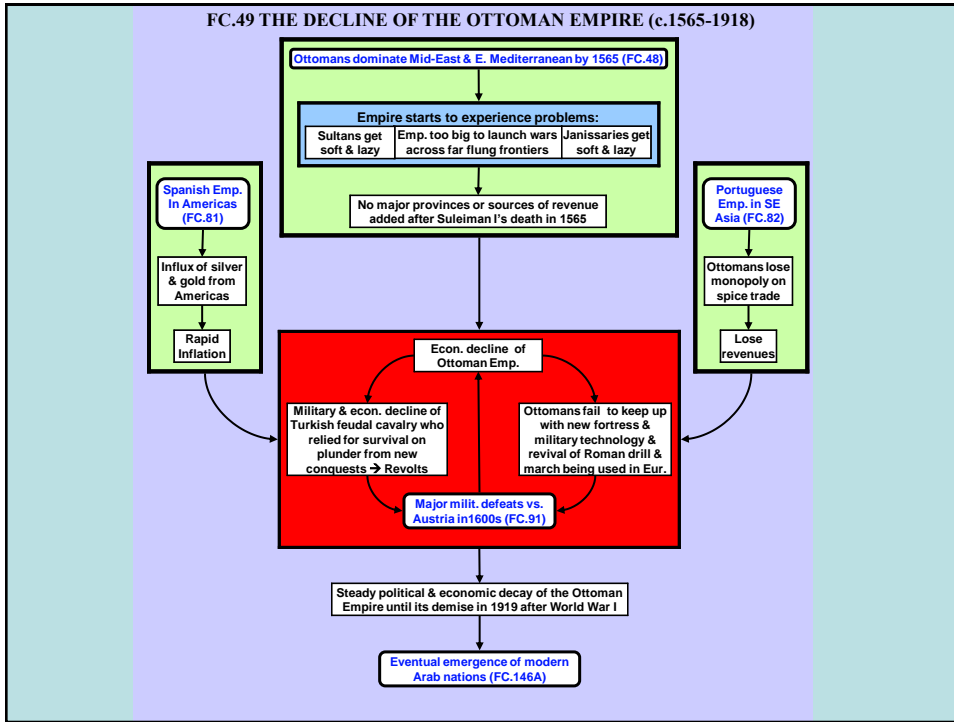 FC.49 THE DECLINE OF THE OTTOMAN EMPIRE (c.1565-1918)
Ottomans dominate Mid-East & E. Mediterranean by 1565 (FC.48)
Empire starts to experience problems:
Sultans get
soft & lazy
Emp. too big to launch wars
across far flung frontiers
Janissaries get
soft & lazy
No major provinces or sources of revenue
added after Suleiman I's death in 1565
Spanish Emp.
In Americas
(FC.81)
Influx of silver
& gold from
Americas
Rapid
Inflation
Portuguese
Emp. in SE
Asia (FC.82)
Ottomans lose
monopoly on
spice trade
Lose
revenues
Econ. decline of
Ottoman Emp.
Military & econ. decline of
Turkish feudal cavalry who
relied for survival on
plunder from new
conquests → Revolts
Ottomans fail to keep up
with new fortress &
military technology &
revival of Roman drill &
march being used in Eur.
Major milit. defeats vs.
Austria in1600s (FC.91)
Steady political & economic decay of the Ottoman
Empire until its demise in 1919 after World War I
Eventual emergence of modern
Arab nations (FC.146A)